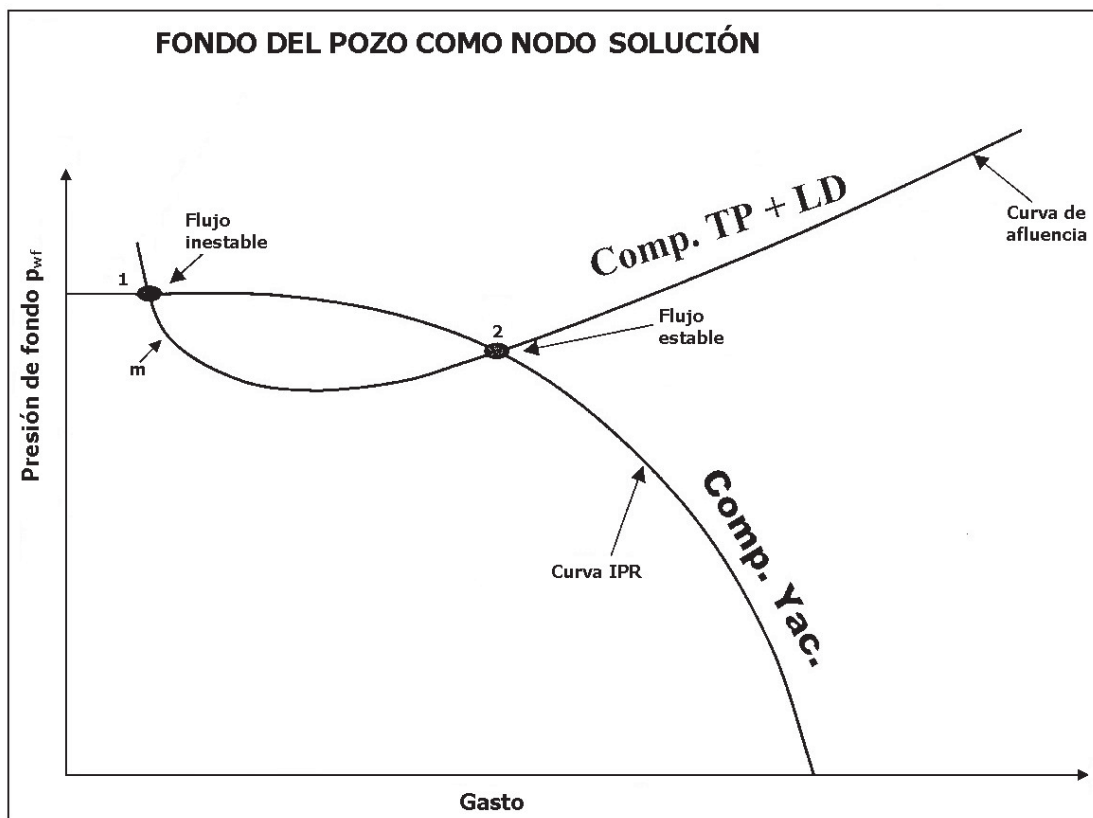 FONDO DEL POZO COMO NODO SOLUCIÓN
Comp. TP + LD
Curva de
afluencia
Flujo
inestable
1
2
Flujo
estable
m
Presión de fondo pwf
Curva IPR
Comp. Yac.
Gasto